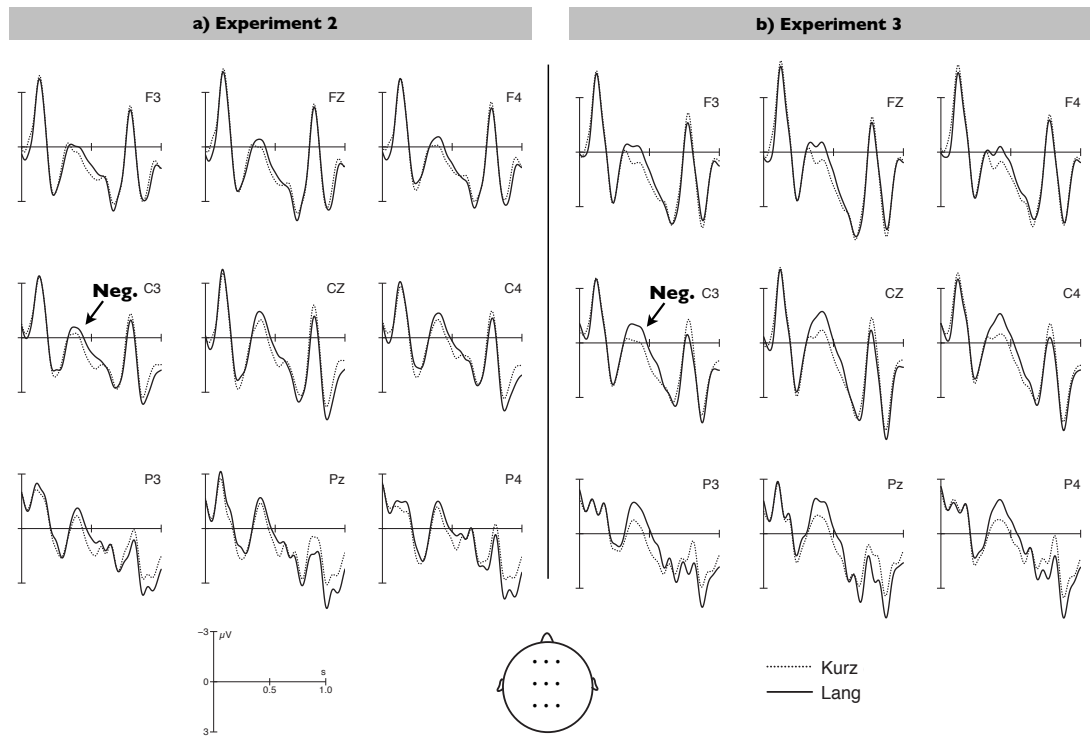 a) Experiment 2
b) Experiment 3
F3 FZ F4
F3 FZ F4
Neg. C3 CZ C4
Neg. C3 CZ C4
P3 Pz P4
P3 Pz P4
−3
µV
s
0
0.5 1.0
3
Kurz
Lang